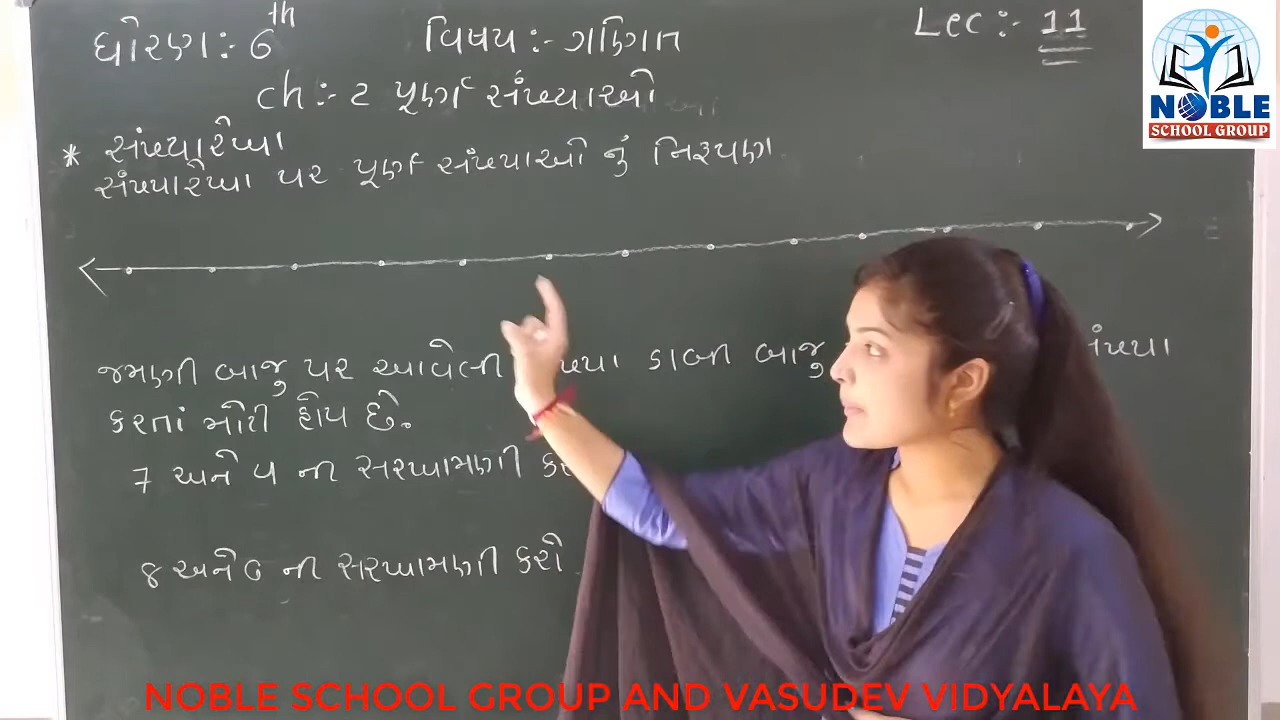 ધોરણ:- 6th વિષય:- ગણિત Lec:- 11
ch:- 2 પૂર્ણ સંખ્યાઓ
* સંખ્યારેખા
સંખ્યારેખા પર પૂર્ણ સંખ્યાઓ નું નિરૂપણ
જમણી બાજુ પર આવેલી ડાબી બાજુ
કરતાં મોટી હોય છે.
7 અને 4 ની સરખામણી
8 અને 6 ની સરખામણી કરો
NOBLE
SCHOOL GROUP
NOBLE SCHOOL GROUP AND VASUDEV VIDYALAYA